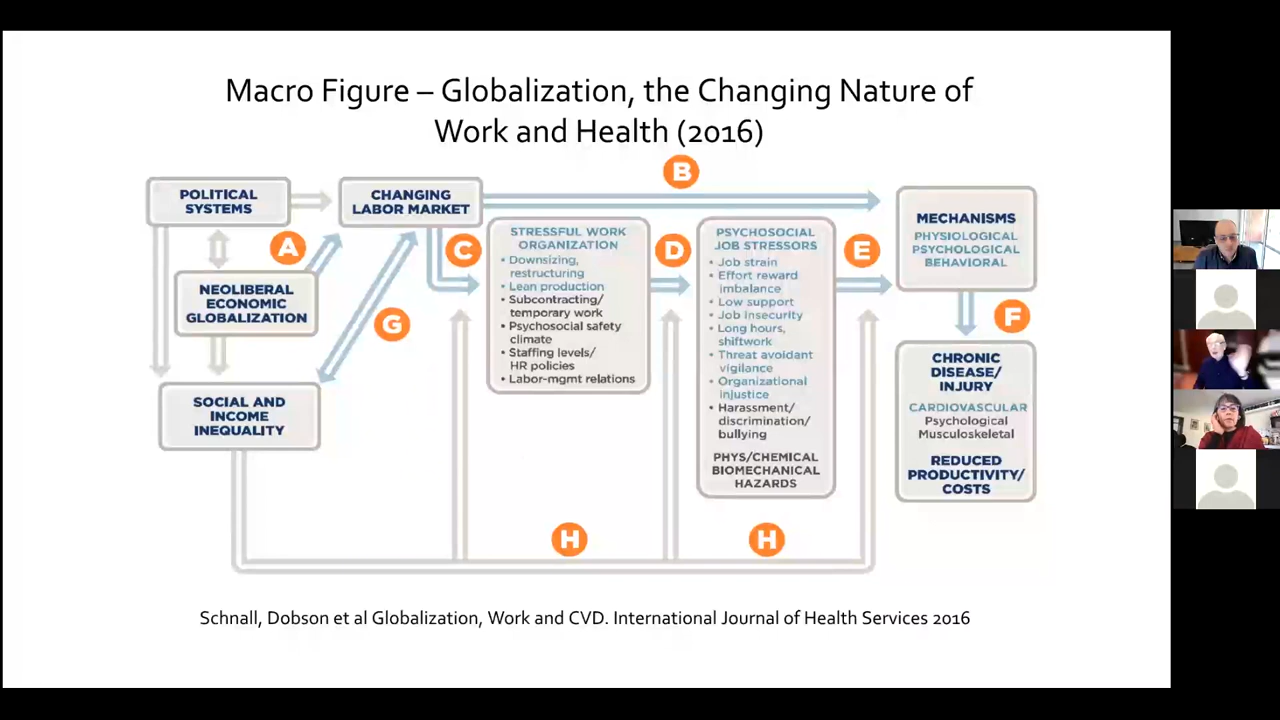 Macro Figure – Globalization, the Changing Nature of
Work and Health (2016)
B
POLITICAL
SYSTEMS
CHANGING
LABOR MARKET
A
NEOLIBERAL
ECONOMIC
GLOBALIZATION
G
SOCIAL AND
INCOME
INEQUALITY
C
STRESSFUL WORK
ORGANIZATION
• Downsizing,
restructuring
• Lean production
• Subcontracting/
temporary work
• Psychosocial safety
climate
• Staffing levels/
HR policies
• Labor-mgmt relations
D
PSYCHOSOCIAL
JOB STRESSORS
• Job strain
• Effort reward
imbalance
• Low support
• Job insecurity
• Long hours,
shiftwork
• Threat avoidant
vigilance
• Organizational
injustice
• Harassment/
discrimination/
bullying
PHYS/CHEMICAL
BIOMECHANICAL
HAZARDS
E
MECHANISMS
PHYSIOLOGICAL
PSYCHOLOGICAL
BEHAVIORAL
F
CHRONIC
DISEASE/
INJURY
CARDIOVASCULAR
Psychological
Musculoskeletal
REDUCED
PRODUCTIVITY/
COSTS
H
H
Schnall, Dobson et al Globalization, Work and CVD. International Journal of Health Services 2016